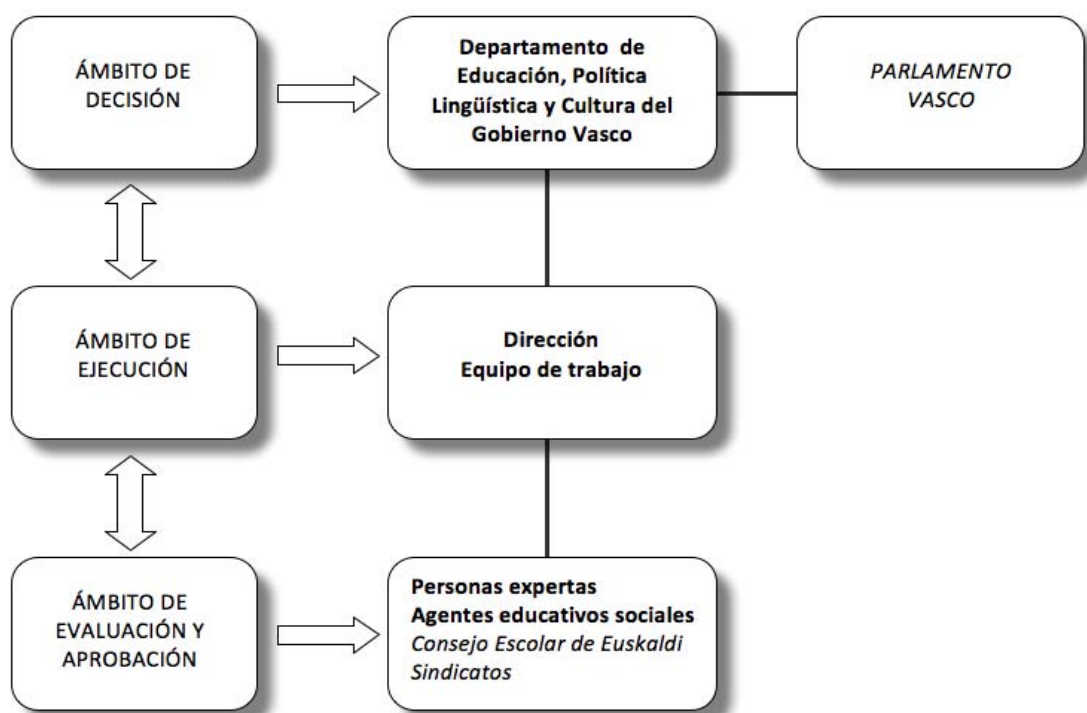 ÁMBITO DE
DECISIÓN
Departamento de
Educación, Política
Lingüística y Cultura del
Gobierno Vasco
PARLAMENTO
VASCO
ÁMBITO DE
EJECUCIÓN
Dirección
Equipo de trabajo
ÁMBITO DE
EVALUACIÓN Y
APROBACIÓN
Personas expertas
Agentes educativos sociales
Consejo Escolar de Euskaldi
Sindicatos